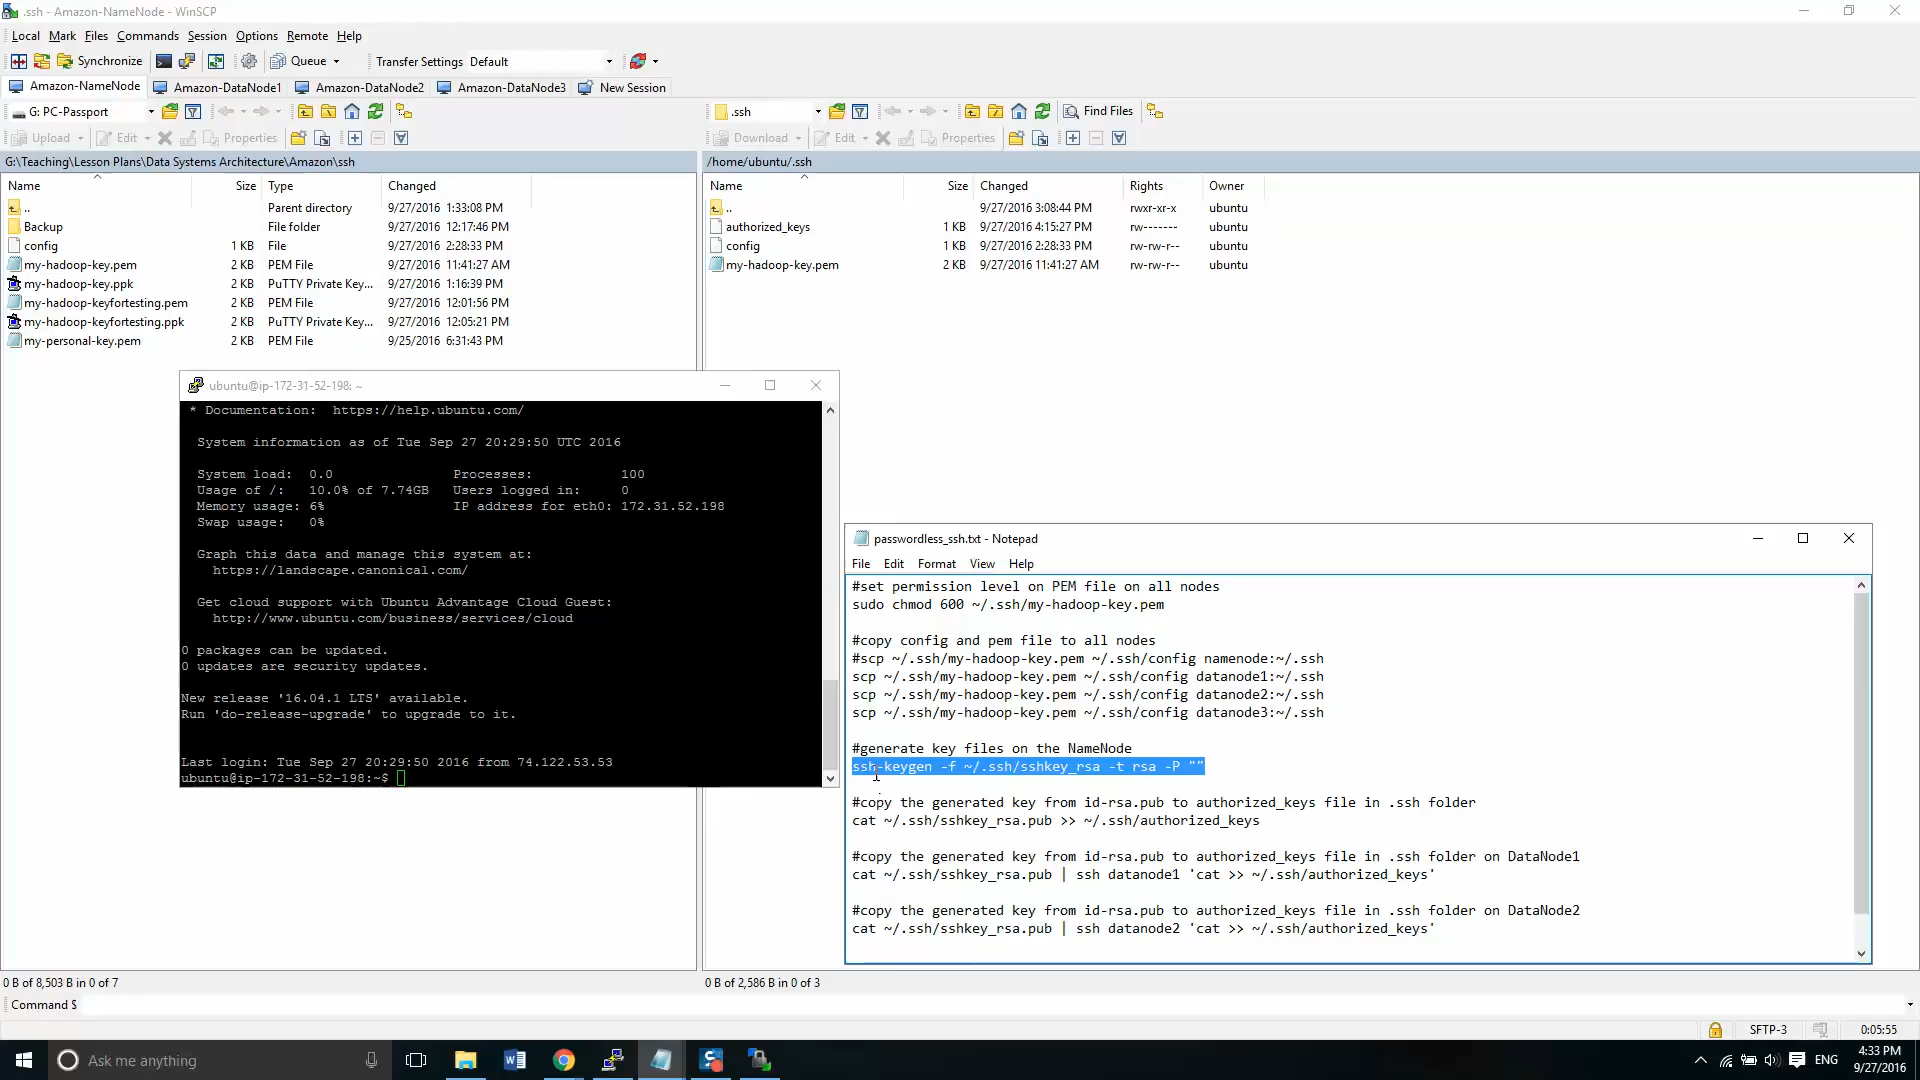 .ssh - Amazon-NameNode - WinSCP
Local Mark Files Commands Session Options Remote Help
Synchronize Queue Transfer Settings Default
Amazon-NameNode Amazon-DataNode1 Amazon-DataNode2 Amazon-DataNode3 New Session
G: PC-Passport .ssh Find Files
Upload Edit Properties Download Edit Properties
G:\Teaching\Lesson Plans\Data Systems Architecture\Amazon\ssh
Name Size Type Changed
.. Parent directory 9/27/2016 1:33:08 PM
Backup File folder 9/27/2016 12:17:46 PM
config 1 KB File 9/27/2016 2:28:33 PM
my-hadoop-key.pem 2 KB PEM File 9/27/2016 11:41:27 AM
my-hadoop-key.ppk 2 KB PuTTY Private Key... 9/27/2016 1:16:39 PM
my-hadoop-keyfortesting.pem 2 KB PEM File 9/27/2016 12:01:56 PM
my-hadoop-keyfortesting.ppk 2 KB PuTTY Private Key... 9/27/2016 12:05:21 PM
my-personal-key.pem 2 KB PEM File 9/25/2016 6:31:43 PM
/home/ubuntu/.ssh
Name Size Changed Rights Owner
.. 9/27/2016 3:08:44 PM rwxr-xr-x ubuntu
authorized_keys 1 KB 9/27/2016 4:15:27 PM rw------- ubuntu
config 1 KB 9/27/2016 2:28:33 PM rw-rw-r-- ubuntu
my-hadoop-key.pem 2 KB 9/27/2016 11:41:27 AM rw-rw-r-- ubuntu
ubuntu@ip-172-31-52-198: ~
* Documentation: https://help.ubuntu.com/
System information as of Tue Sep 27 20:29:50 UTC 2016
System load: 0.0 Processes: 100
Usage of /: 10.0% of 7.74GB Users logged in: 0
Memory usage: 6% IP address for eth0: 172.31.52.198
Swap usage: 0%
Graph this data and manage this system at:
https://landscape.canonical.com/
Get cloud support with Ubuntu Advantage Cloud Guest:
http://www.ubuntu.com/business/services/cloud
0 packages can be updated.
0 updates are security updates.
New release '16.04.1 LTS' available.
Run 'do-release-upgrade' to upgrade to it.
Last login: Tue Sep 27 20:29:50 2016 from 74.122.53.53
ubuntu@ip-172-31-52-198:~$
passwordless_ssh.txt - Notepad
File Edit Format View Help
#set permission level on PEM file on all nodes
sudo chmod 600 ~/.ssh/my-hadoop-key.pem
#copy config and pem file to all nodes
#scp ~/.ssh/my-hadoop-key.pem ~/.ssh/config namenode:~/.ssh
scp ~/.ssh/my-hadoop-key.pem ~/.ssh/config datanode1:~/.ssh
scp ~/.ssh/my-hadoop-key.pem ~/.ssh/config datanode2:~/.ssh
scp ~/.ssh/my-hadoop-key.pem ~/.ssh/config datanode3:~/.ssh
#generate key files on the NameNode
ssh-keygen -f ~/.ssh/sshkey_rsa -t rsa -P ""
#copy the generated key from id-rsa.pub to authorized_keys file in .ssh folder
cat ~/.ssh/sshkey_rsa.pub >> ~/.ssh/authorized_keys
#copy the generated key from id-rsa.pub to authorized_keys file in .ssh folder on DataNode1
cat ~/.ssh/sshkey_rsa.pub | ssh datanode1 'cat >> ~/.ssh/authorized_keys'
#copy the generated key from id-rsa.pub to authorized_keys file in .ssh folder on DataNode2
cat ~/.ssh/sshkey_rsa.pub | ssh datanode2 'cat >> ~/.ssh/authorized_keys'
0 B of 8,503 B in 0 of 7
0 B of 2,586 B in 0 of 3
Command $
SFTP-3 0:05:55
Ask me anything
ENG
4:33 PM
9/27/2016